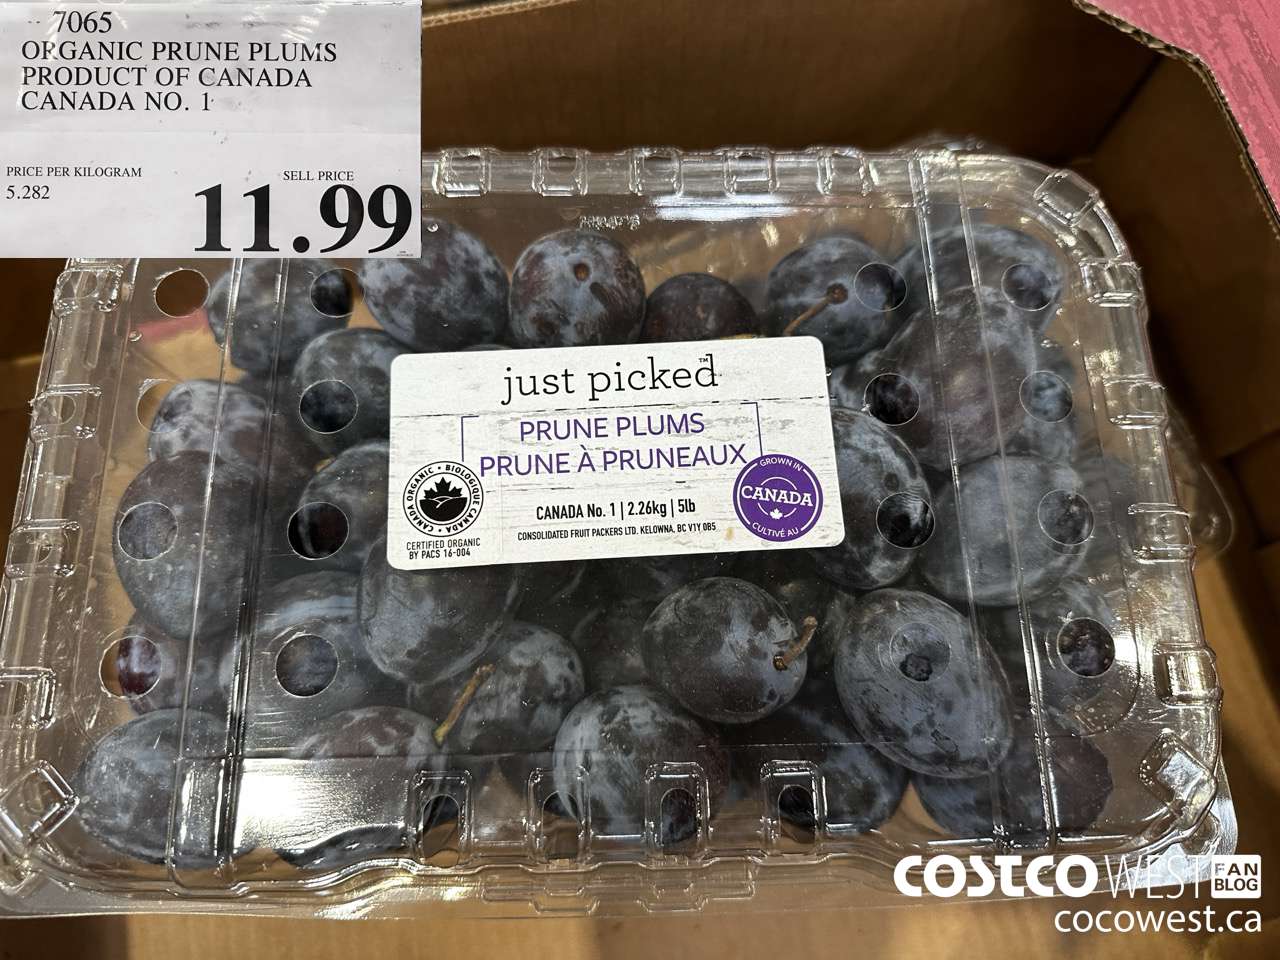 7065
ORGANIC PRUNE PLUMS
PRODUCT OF CANADA
CANADA NO. 1
PRICE PER KILOGRAM
5.282
SELL PRICE
11.99
just picked™
PRUNE PLUMS
PRUNE À PRUNEAUX
CANADA ORGANIC • BIOLOGIQUE CANADA •
CERTIFIED ORGANIC
BY PACS 16-004
CANADA No. 1 | 2.26kg | 5lb
CONSOLIDATED FRUIT PACKERS LTD. KELOWNA, BC V1Y 0B5
GROWN IN
CANADA
CULTIVÉ AU
COSTCO WEST FAN BLOG
cocowest.ca